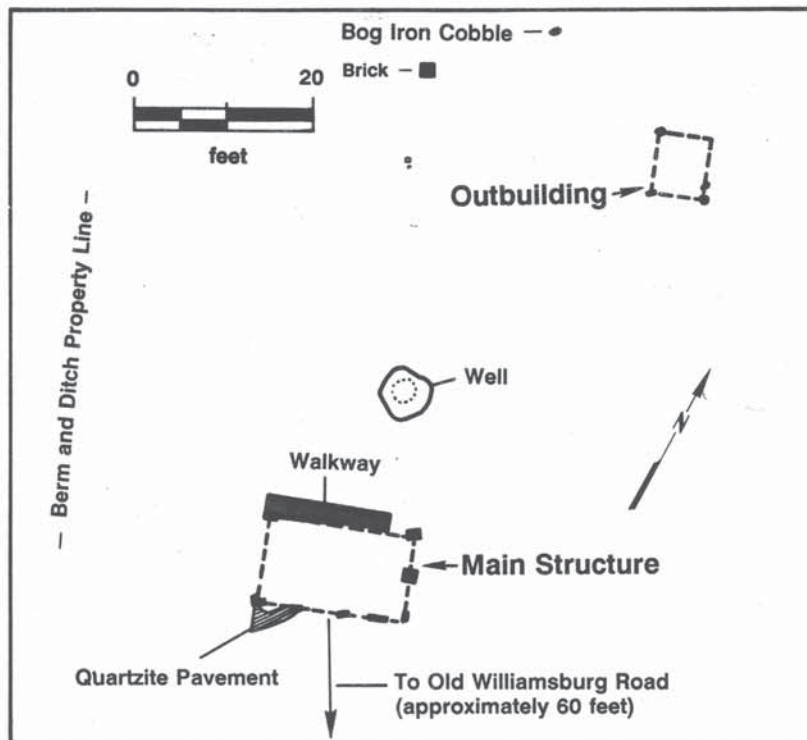 Bog Iron Cobble
0 20
Brick
feet
Outbuilding
Berm and Ditch Property Line
Well
N
Walkway
Main Structure
Quartzite Pavement
To Old Williamsburg Road
(approximately 60 feet)